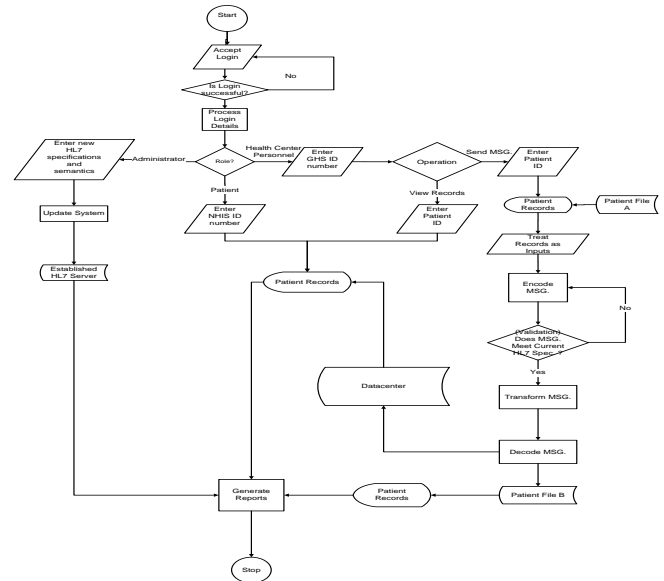 Start
Accept
Login
No
Is Login
successful?
Process
Login
Details
Enter new
HL7
specifications
and
semantics
Administrator
Role?
Health Center
Personnel
Enter
GHS ID
number
Operation
Send MSG.
Enter
Patient
ID
Patient
View Records
Update System
Enter
NHIS ID
number
Enter
Patient
ID
Patient
Records
Patient File
A
Treat
Records as
Inputs
Established
HL7 Server
Patient Records
Encode
MSG.
No
(Validation)
Does MSG.
Meet Current
HL7 Spec. ?
Yes
Datacenter
Transform MSG.
Decode MSG.
Generate
Reports
Patient
Records
Patient File B
Stop